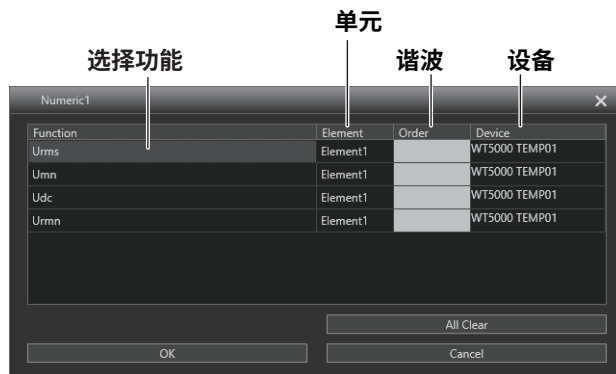 单元
选择功能 谐波 设备
Numeric1
Function Element Order Device
Urms Element1 WT5000 TEMP01
Umn Element1 WT5000 TEMP01
Udc Element1 WT5000 TEMP01
Urmn Element1 WT5000 TEMP01
All Clear
OK Cancel